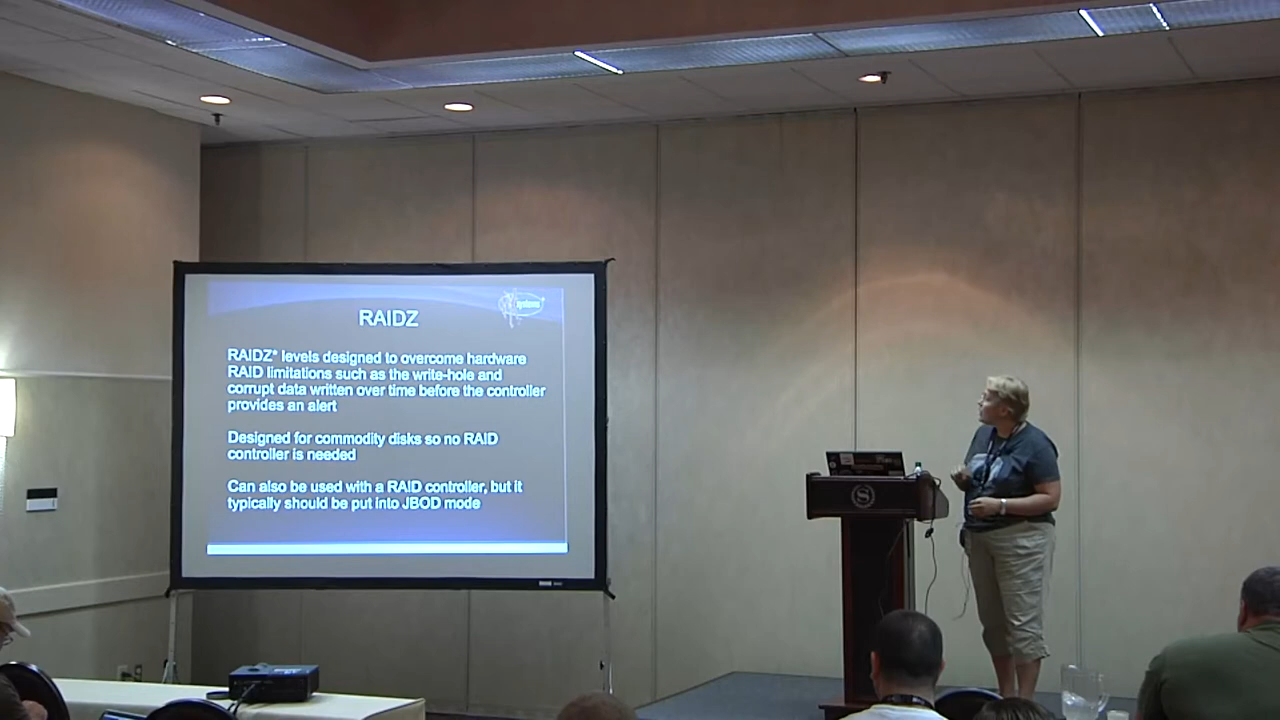 systems
RAIDZ
RAIDZ* levels designed to overcome hardware
RAID limitations such as the write-hole and
corrupt data written over time before the controller
provides an alert
Designed for commodity disks so no RAID
controller is needed
Can also be used with a RAID controller, but it
typically should be put into JBOD mode
S